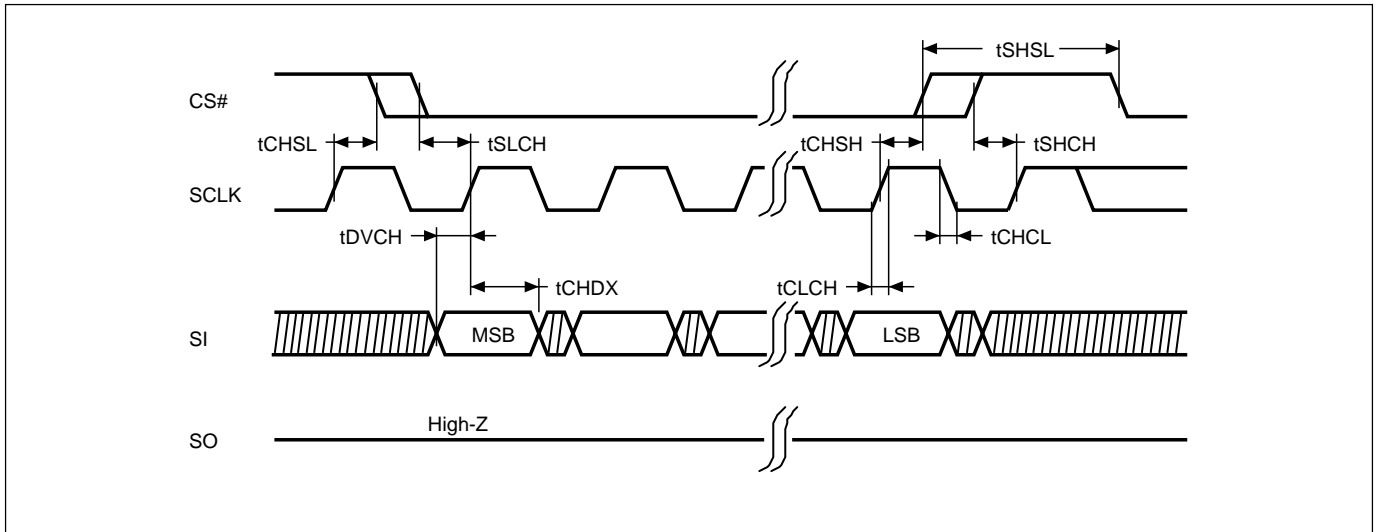 tSHSL
CS#
tCHSL
tSLCH
tCHSH
tSHCH
SCLK
tDVCH
tCHCL
tCHDX
tCLCH
SI
MSB
LSB
High-Z
SO